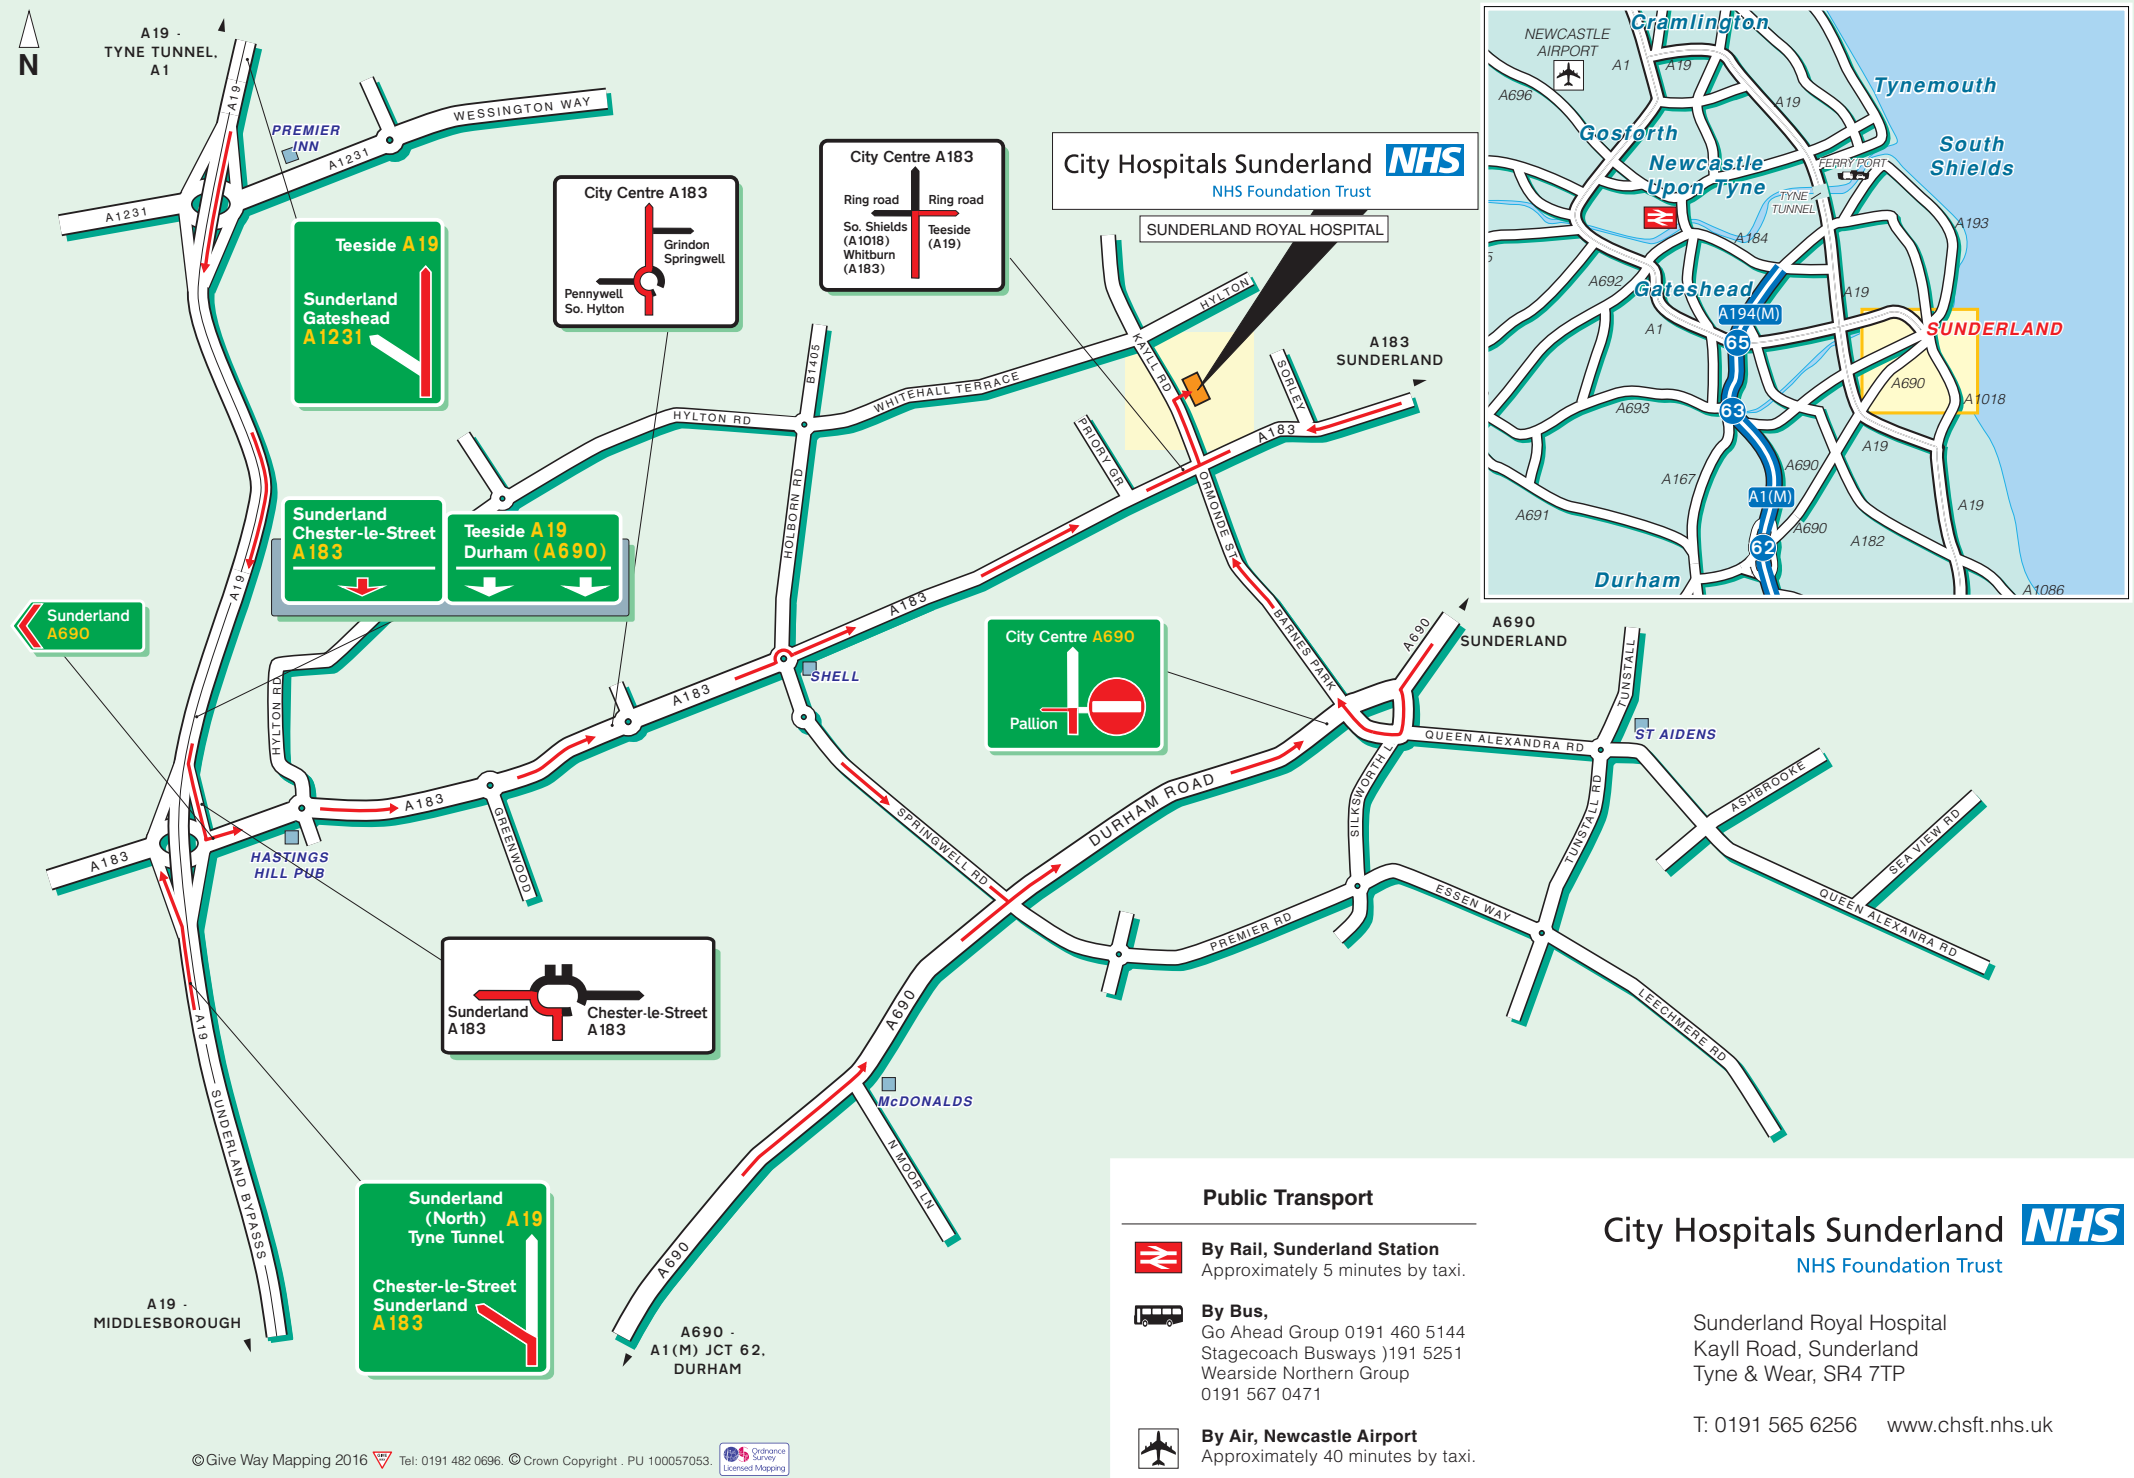 N
A19 -
TYNE TUNNEL,
A1
A19
PREMIER
INN
WESSINGTON WAY
A1231
A1231
Teeside A19
Sunderland
Gateshead
A1231
City Centre A183
Grindon
Springwell
Pennywell
So. Hylton
City Centre A183
Ring road
Ring road
So. Shields
(A1018)
Whitburn
(A183)
Teeside
(A19)
City Hospitals Sunderland NHS
NHS Foundation Trust
SUNDERLAND ROYAL HOSPITAL
HYLTON
KAYLL RD
SORLEY
A183
SUNDERLAND
A183
PRIORY GR
B1405
WHITEHALL TERRACE
HYLTON RD
HOLBORN RD
ORMONDE ST
Sunderland
Chester-le-Street
A183
Teeside A19
Durham (A690)
A19
Sunderland
A690
A183
HYLTON RD
A183
SHELL
BARNES PARK
City Centre A690
Pallion
A690
A690
SUNDERLAND
TUNSTALL
ST AIDENS
QUEEN ALEXANDRA RD
SILKSWORTH L
TUNSTALL RD
ASHBROOKE
SEA VIEW RD
QUEEN ALEXANRA RD
A183
GREENWOOD
A183
HASTINGS
HILL PUB
SPRINGWELL RD
DURHAM ROAD
PREMIER RD
ESSEN WAY
LEECHMERE RD
Sunderland
A183
Chester-le-Street
A183
A19
SUNDERLAND BYPASSS
A690
McDONALDS
N MOOR LN
A690
Sunderland
(North) A19
Tyne Tunnel
Chester-le-Street
Sunderland
A183
A19 -
MIDDLESBOROUGH
A690 -
A1(M) JCT 62,
DURHAM
Cramlington
NEWCASTLE
AIRPORT
A1
A19
A696
A19
Tynemouth
Gosforth
South
Shields
Newcastle
Upon Tyne
FERRY PORT
TYNE
TUNNEL
A193
A184
5
A692
Gateshead
A19
A194(M)
A1
65
SUNDERLAND
A690
A693
63
A1018
A19
A167
A690
A1(M)
A691
A690
A19
A182
62
Durham
A1086
Public Transport
By Rail, Sunderland Station
Approximately 5 minutes by taxi.
By Bus,
Go Ahead Group 0191 460 5144
Stagecoach Busways )191 5251
Wearside Northern Group
0191 567 0471
By Air, Newcastle Airport
Approximately 40 minutes by taxi.
City Hospitals Sunderland NHS
NHS Foundation Trust
Sunderland Royal Hospital
Kayll Road, Sunderland
Tyne & Wear, SR4 7TP
T: 0191 565 6256 www.chsft.nhs.uk
© Give Way Mapping 2016 Tel: 0191 482 0696. © Crown Copyright . PU 100057053.
Ordnance
Survey
Licensed Mapping